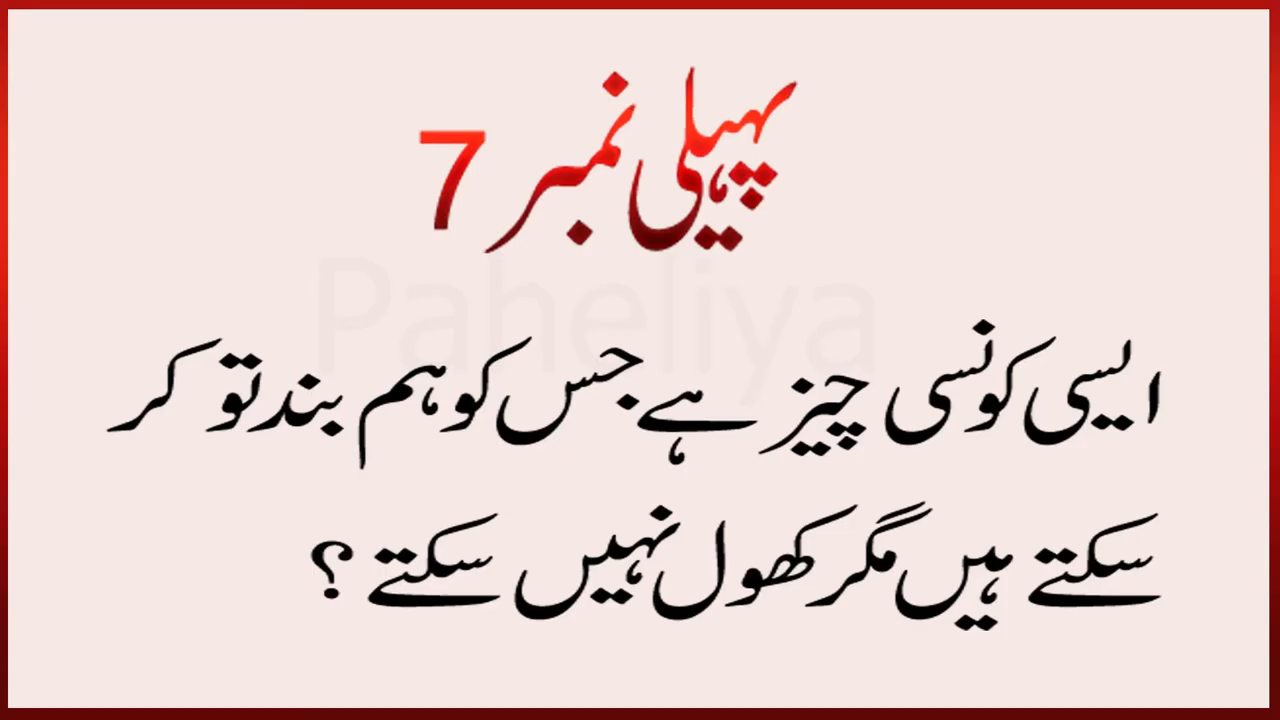 پہیلی نمبر 7
Paheliya
ایسی کونسی چیز ہے جس کو ہم بند تو کر
سکتے ہیں مگر کھول نہیں سکتے ؟